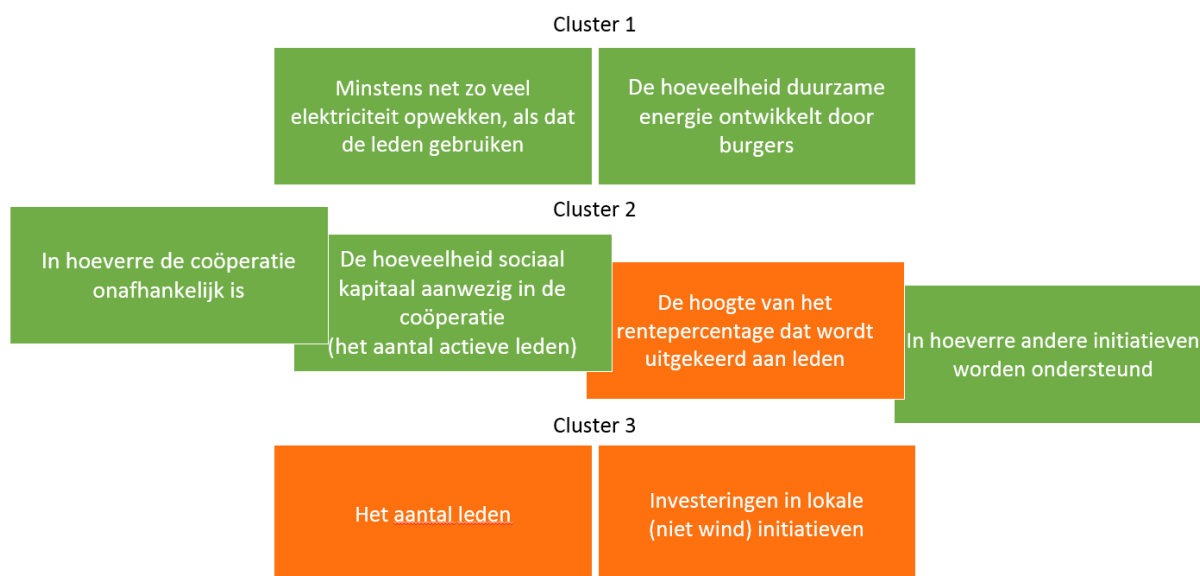 Cluster 1
Minstens net zo veel
elektriciteit opwekken, als dat
de leden gebruiken
De hoeveelheid duurzame
energie ontwikkelt door
burgers
Cluster 2
In hoeverre de coöperatie
onafhankelijk is
De hoeveelheid sociaal
kapitaal aanwezig in de
coöperatie
(het aantal actieve leden)
De hoogte van het
rentepercentage dat wordt
uitgekeerd aan leden
In hoeverre andere initiatieven
worden ondersteund
Cluster 3
Het aantal leden
Investeringen in lokale
(niet wind) initiatieven